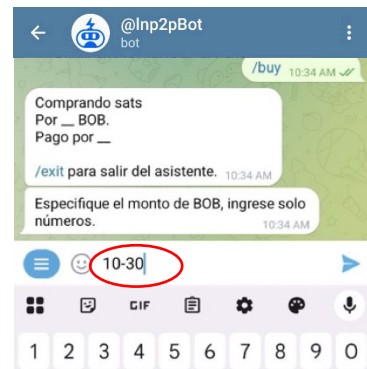 @lnp2pBot
bot
/buy 10:34 AM
Comprando sats
Por __ BOB.
Pago por __
/exit para salir del asistente. 10:34 AM
Especifique el monto de BOB, ingrese solo
números. 10:34 AM
10-30
GIF
1 2 3 4 5 6 7 8 9 0